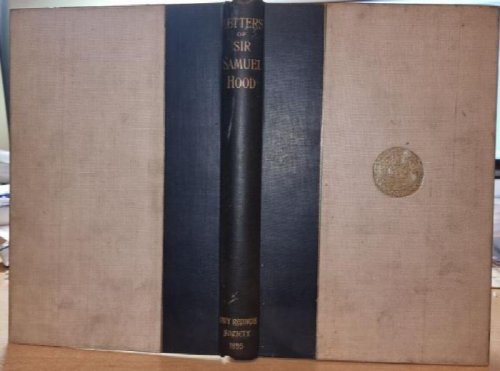 LETTERS
OF
SIR
SAMUEL
HOOD
NAVY RECORDS
SOCIETY
1895